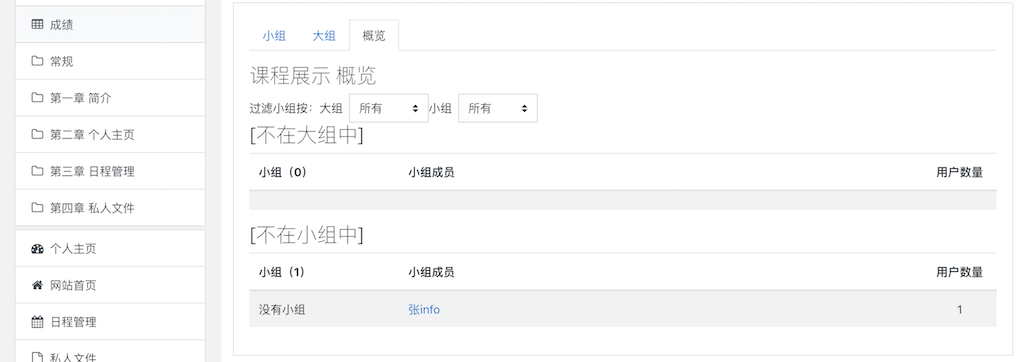 成绩
常规
第一章 简介
第二章 个人主页
第三章 日程管理
第四章 私人文件
个人主页
网站首页
日程管理
私人文件
小组 大组 概览
课程展示 概览
过滤小组按：大组 所有 小组 所有
[不在大组中]
小组（0） 小组成员 用户数量
[不在小组中]
小组（1） 小组成员 用户数量
没有小组 张info 1